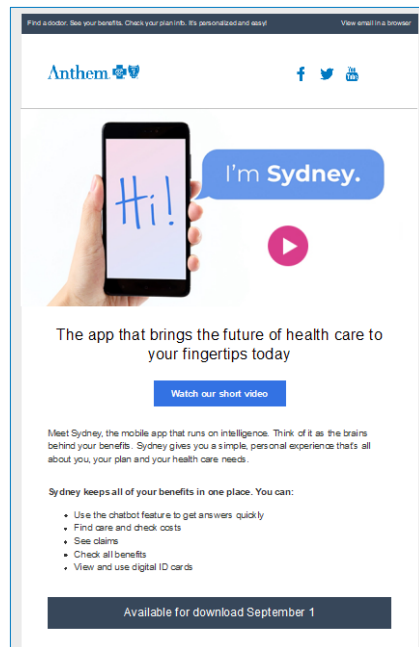 Find a doctor. See your benefits. Check your plan info. It's personalized and easy!
View email in a browser
Anthem
You
Tube
I'm Sydney.
Hi!
The app that brings the future of health care to
your fingertips today
Watch our short video
Meet Sydney, the mobile app that runs on intelligence. Think of it as the brains
behind your benefits. Sydney gives you a simple, personal experience that's all
about you, your plan and your health care needs.
Sydney keeps all of your benefits in one place. You can:
Use the chatbot feature to get answers quickly
Find care and check costs
See claims
Check all benefits
View and use digital ID cards
Available for download September 1